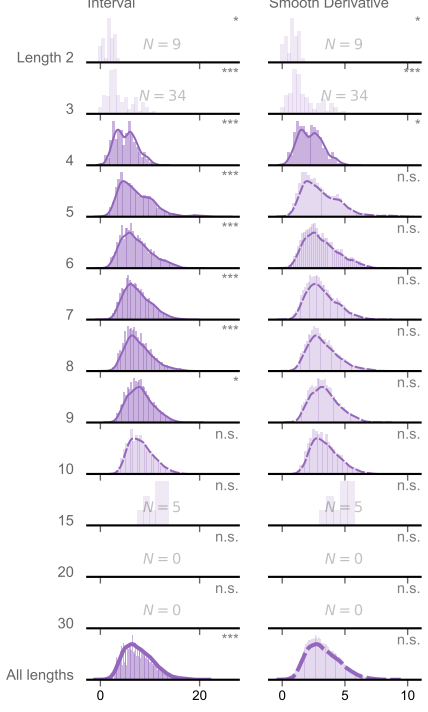 Interval Smooth Derivative
* *
Length 2 N = 9 N = 9
*** ***
3 N = 34 N = 34
*** *
4
*** n.s.
5
*** n.s.
6
*** n.s.
7
*** n.s.
8
* n.s.
9
n.s. n.s.
10
n.s. n.s.
15 N = 5 N = 5
n.s. n.s.
20 N = 0 N = 0
n.s. n.s.
30 N = 0 N = 0
*** n.s.
All lengths
0 20 0 5 10